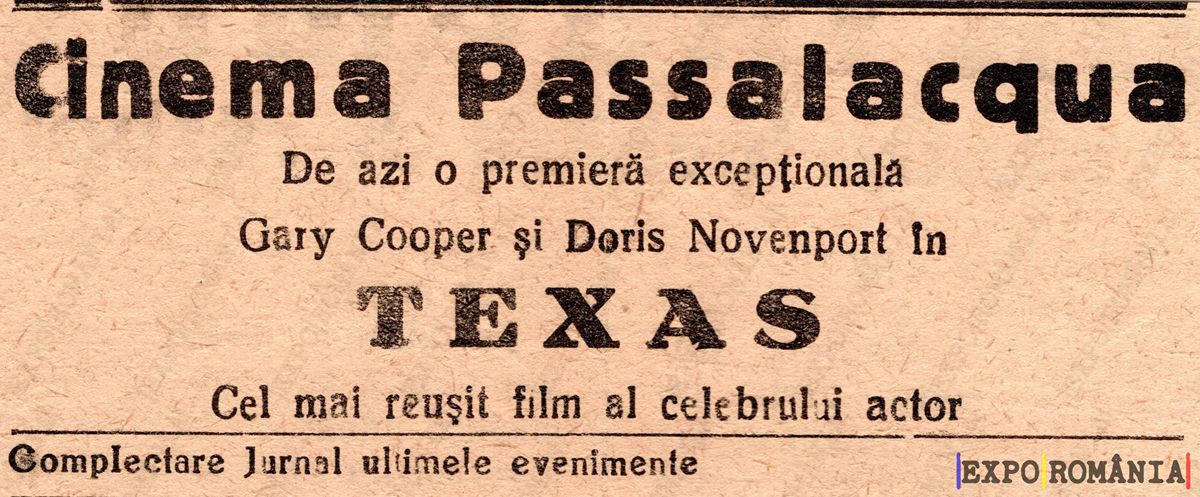 Cinema Passalacqua
De azi o premieră excepţională
Gary Cooper şi Doris Novenport în
TEXAS
Cel mai reuşit film al celebrului actor
Complectare Jurnal ultimele evenimente
|EXPO|ROMÂNIA|